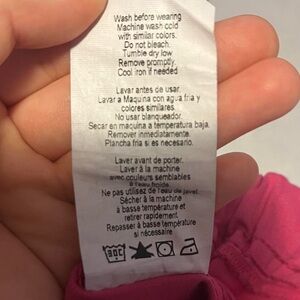 Wash before wearing
Machine wash cold
with similar colors.
Do not bleach.
Tumble dry low
Remove promptly.
Cool iron if needed
Lavar antes de usar.
Lavar a Maquina con agua fria y
colores similares.
No usar blanqueador.
Secar en maquina a temperatura baja.
Remover inmediatamente.
Plancha fria si es necesario.
Laver avant de porter.
Laver à la machine
avec couleurs semblables
à l'eau froide.
Ne pas utilisez de l'eau de javel.
Sécher à la machine
à basse température et
retirer rapidement.
Repasser à basse température
si nécessaire